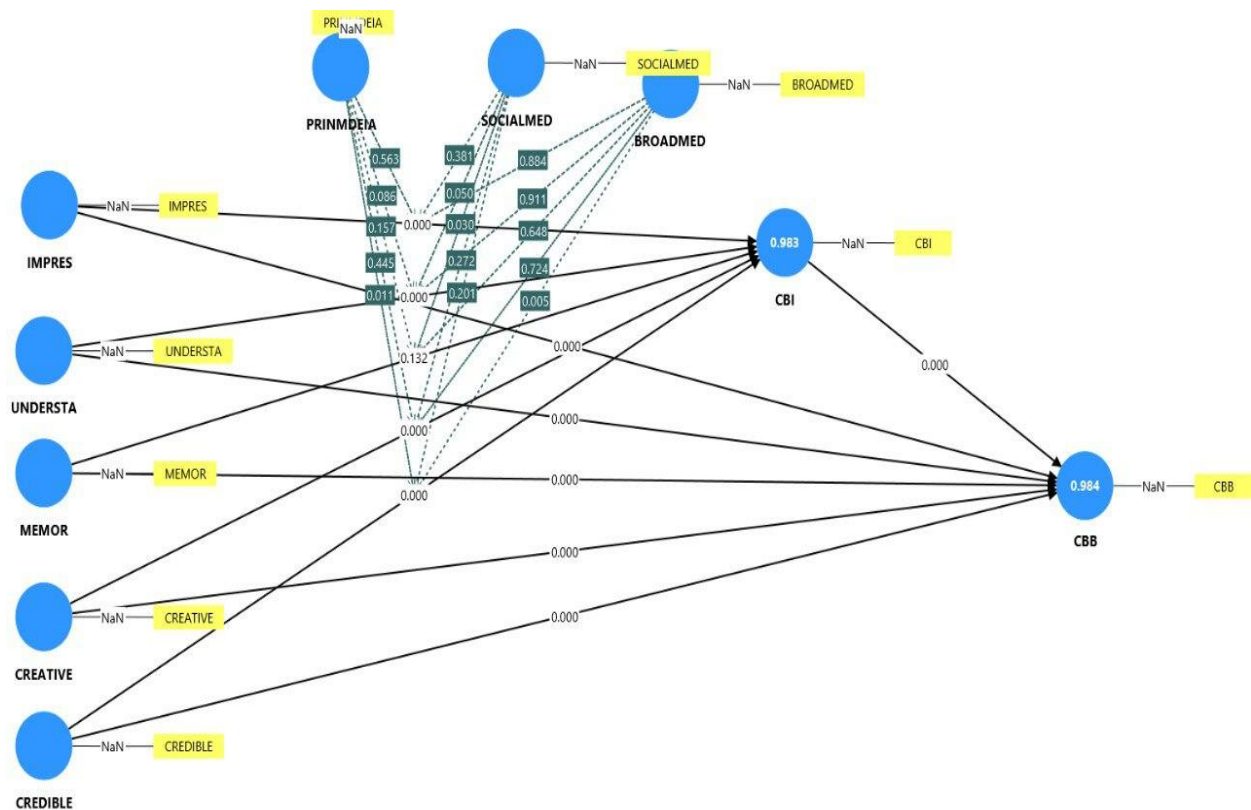 PRINMDEIA
NaN
PRINMDEIA
NaN
SOCIALMED
SOCIALMED
NaN
BROADMED
BROADMED
0.563
0.381
0.884
0.086
0.050
0.911
0.157
0.030
0.648
0.445
0.272
0.724
0.011
0.201
0.005
NaN
IMPRES
IMPRES
0.000
0.983
NaN
CBI
CBI
0.000
NaN
UNDERSTA
UNDERSTA
0.132
0.000
0.000
0.000
NaN
MEMOR
MEMOR
0.000
0.000
0.000
0.984
NaN
CBB
CBB
0.000
NaN
CREATIVE
CREATIVE
0.000
NaN
CREDIBLE
CREDIBLE